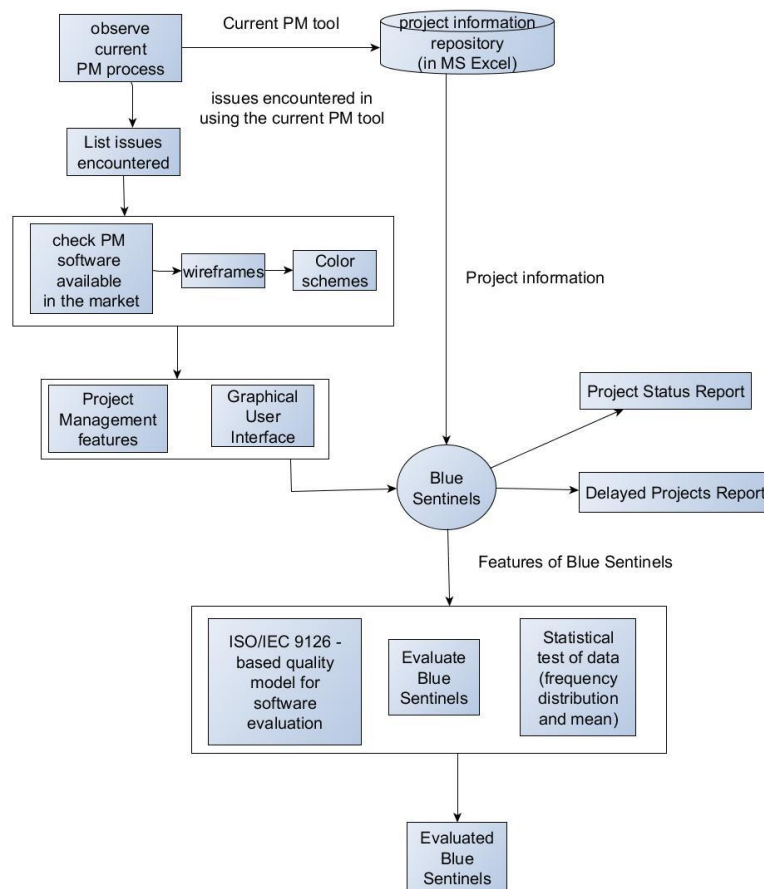 observe
current
PM process
Current PM tool
project information
repository
(in MS Excel)
issues encountered in
using the current PM tool
List issues
encountered
check PM
software
available
in the market
wireframes
Color
schemes
Project information
Project
Management
features
Graphical
User
Interface
Project Status Report
Blue
Sentinels
Delayed Projects Report
Features of Blue Sentinels
ISO/IEC 9126 -
based quality
model for
software
evaluation
Evaluate
Blue
Sentinels
Statistical
test of data
(frequency
distribution
and mean)
Evaluated
Blue
Sentinels